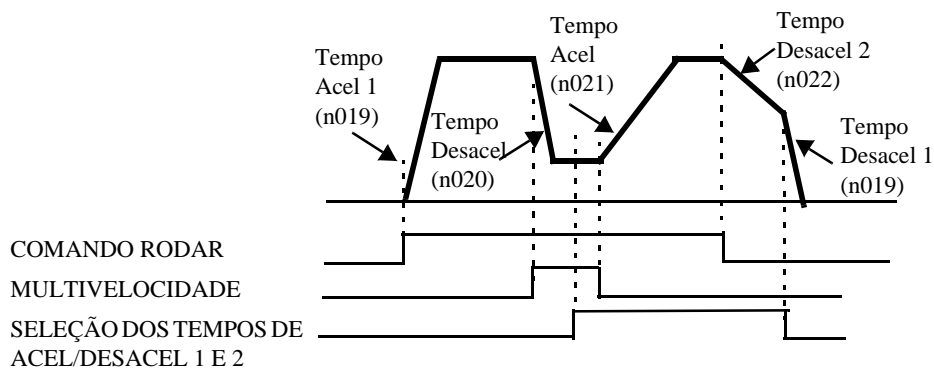 Tempo
Acel 1
(n019)
Tempo
Desacel
(n020)
Tempo
Acel
(n021)
Tempo
Desacel 2
(n022)
Tempo
Desacel 1
(n019)
COMANDO RODAR
MULTIVELOCIDADE
SELEÇÃO DOS TEMPOS DE
ACEL/DESACEL 1 E 2